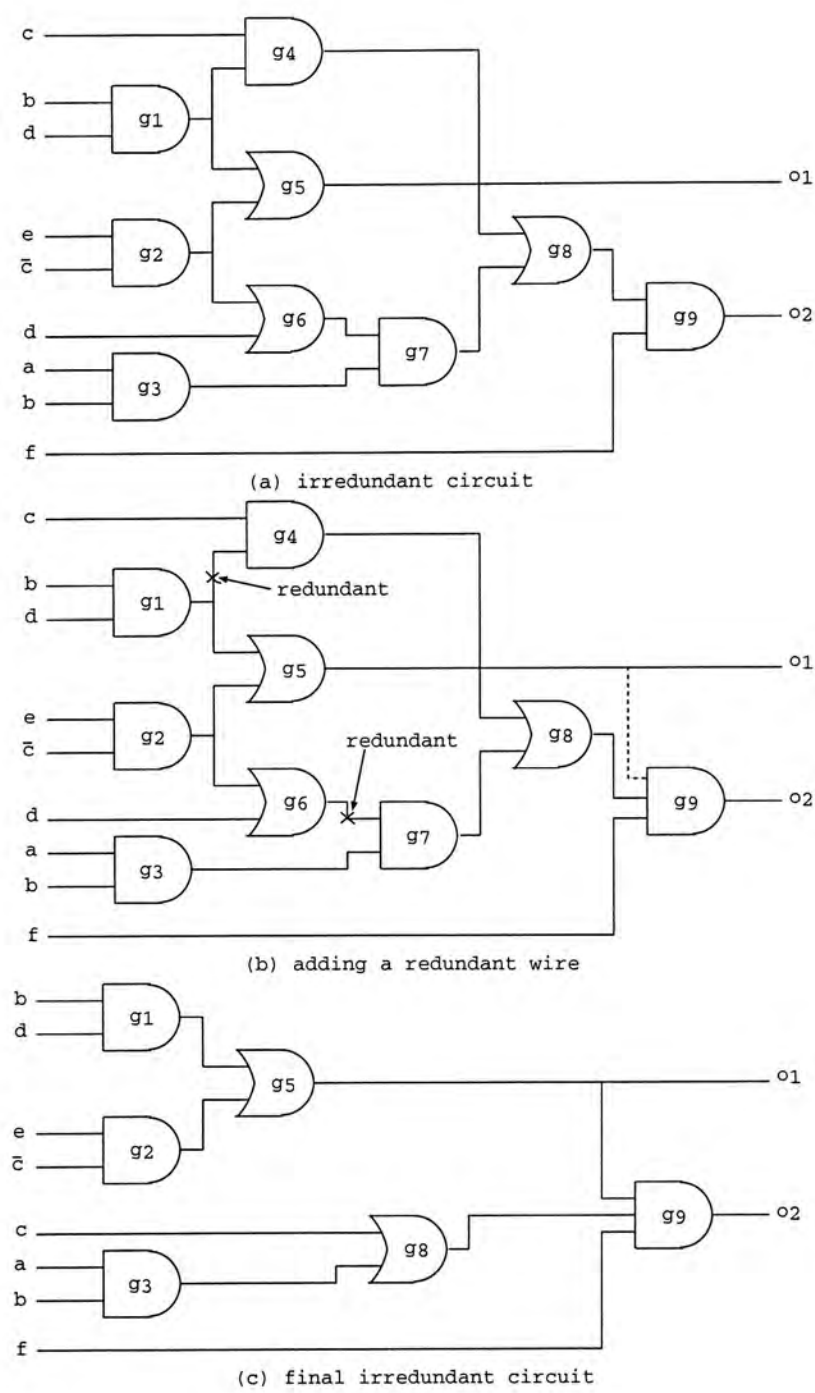 c
g4
b
g1
d
g5
o1
e
g2
g8
c̄
g6
g9
o2
d
g7
a
g3
b
f
(a) irredundant circuit
c
g4
b
redundant
g1
d
g5
o1
e
g2
redundant
g8
c̄
g6
g9
o2
d
g7
a
g3
b
f
(b) adding a redundant wire
b
g1
d
g5
o1
e
g2
c̄
g9
o2
c
g8
a
g3
b
f
(c) final irredundant circuit